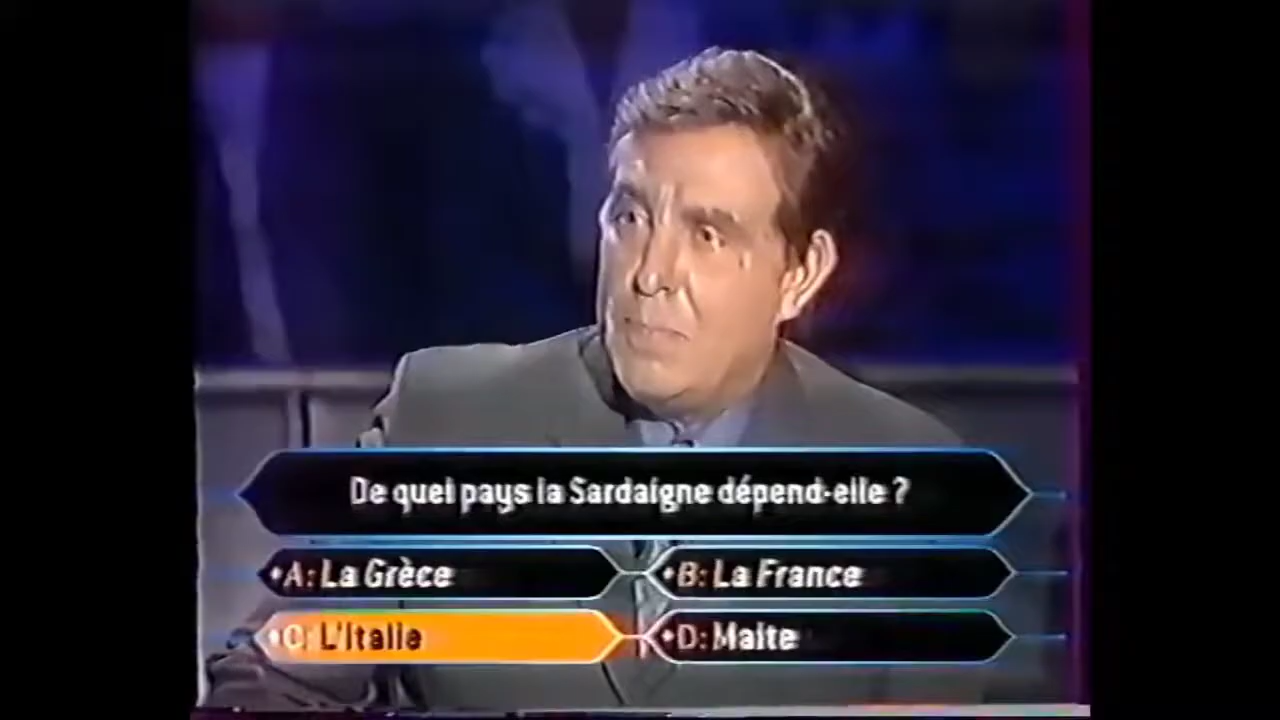 De quel pays la Sardaigne dépend-elle ?
A: La Grèce
B: La France
C: L'Italie
D: Malte